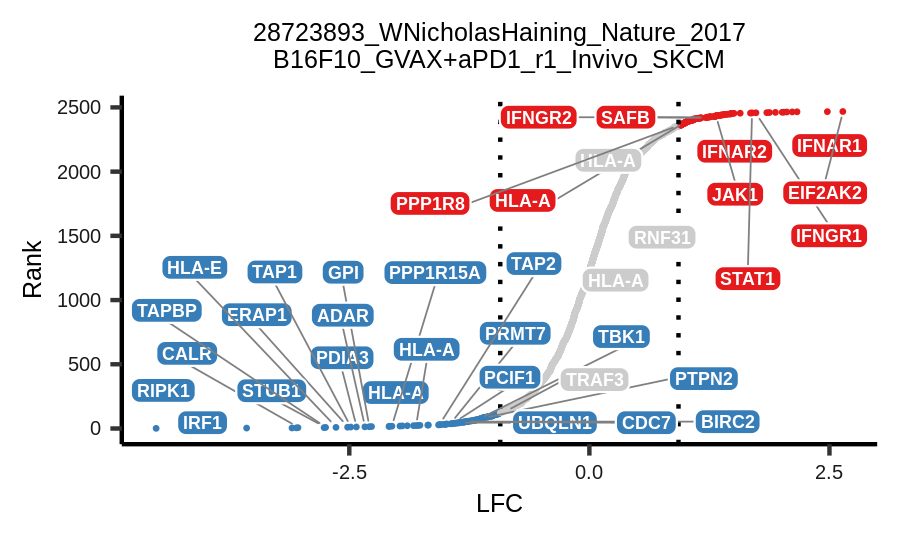 28723893_WNicholasHaining_Nature_2017
B16F10_GVAX+aPD1_r1_Invivo_SKCM
2500
IFNGR2
SAFB
IFNAR2
IFNAR1
HLA-A
2000
PPP1R8
HLA-A
JAK1
EIF2AK2
1500
RNF31
IFNGR1
Rank
HLA-E
TAP1
GPI
PPP1R15A
TAP2
HLA-A
STAT1
1000
TAPBP
ERAP1
ADAR
PRMT7
TBK1
CALR
PDIA3
HLA-A
500
RIPK1
STUB1
HLA-A
PCIF1
TRAF3
PTPN2
0
IRF1
UBQLN1
CDC7
BIRC2
-2.5
0.0
2.5
LFC